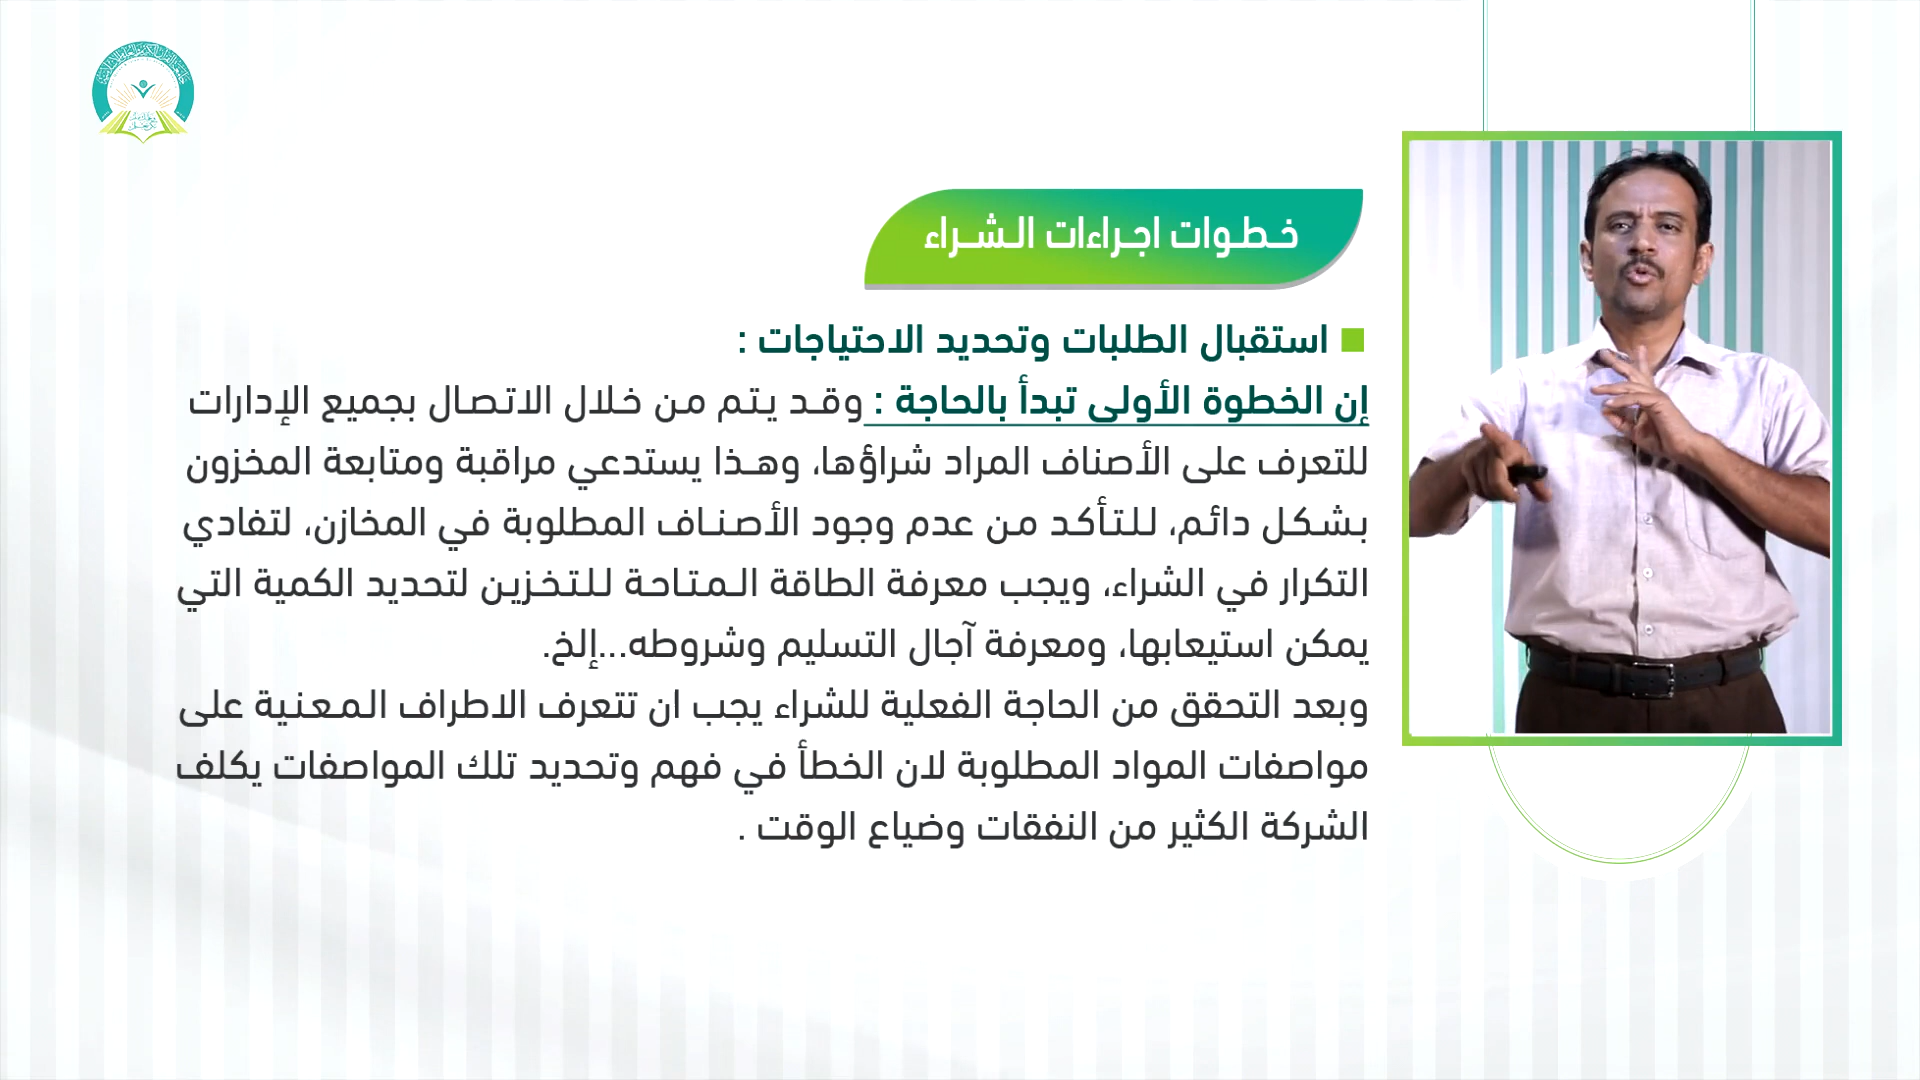 خطوات اجراءات الشراء
استقبال الطلبات وتحديد الاحتياجات :
إن الخطوة الأولى تبدأ بالحاجة : وقد يتم من خلال الاتصال بجميع الإدارات
للتعرف على الأصناف المراد شراؤها، وهذا يستدعي مراقبة ومتابعة المخزون
بشكل دائم، للتأكد من عدم وجود الأصناف المطلوبة في المخازن، لتفادي
التكرار في الشراء، ويجب معرفة الطاقة المتاحة للتخزين لتحديد الكمية التي
يمكن استيعابها، ومعرفة آجال التسليم وشروطه...إلخ.
وبعد التحقق من الحاجة الفعلية للشراء يجب ان تتعرف الاطراف المعنية على
مواصفات المواد المطلوبة لان الخطأ في فهم وتحديد تلك المواصفات يكلف
الشركة الكثير من النفقات وضياع الوقت .